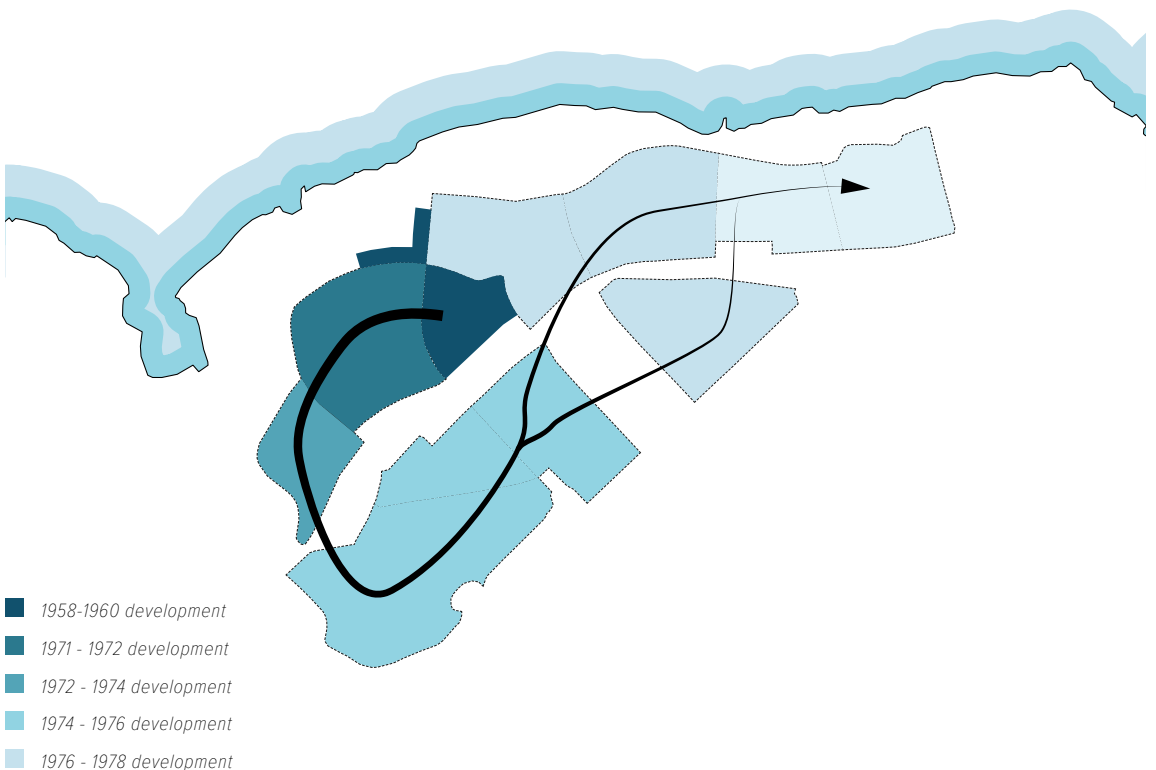 1958-1960 development
1971 - 1972 development
1972 - 1974 development
1974 - 1976 development
1976 - 1978 development